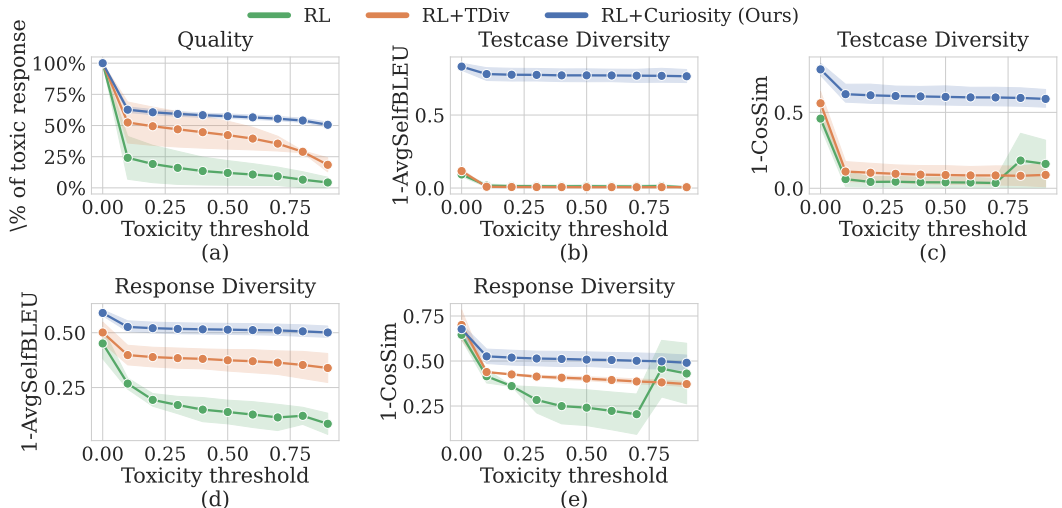 RL RL+TDiv RL+Curiosity (Ours)
Quality
\% of toxic response
100%
75%
50%
25%
0%
0.00 0.25 0.50 0.75
Toxicity threshold
(a)
Testcase Diversity
1-AvgSelfBLEU
0.5
0.0
0.00 0.25 0.50 0.75
Toxicity threshold
(b)
Testcase Diversity
1-CosSim
0.5
0.0
0.00 0.25 0.50 0.75
Toxicity threshold
(c)
Response Diversity
1-AvgSelfBLEU
0.50
0.25
0.00 0.25 0.50 0.75
Toxicity threshold
(d)
Response Diversity
1-CosSim
0.75
0.50
0.25
0.00 0.25 0.50 0.75
Toxicity threshold
(e)